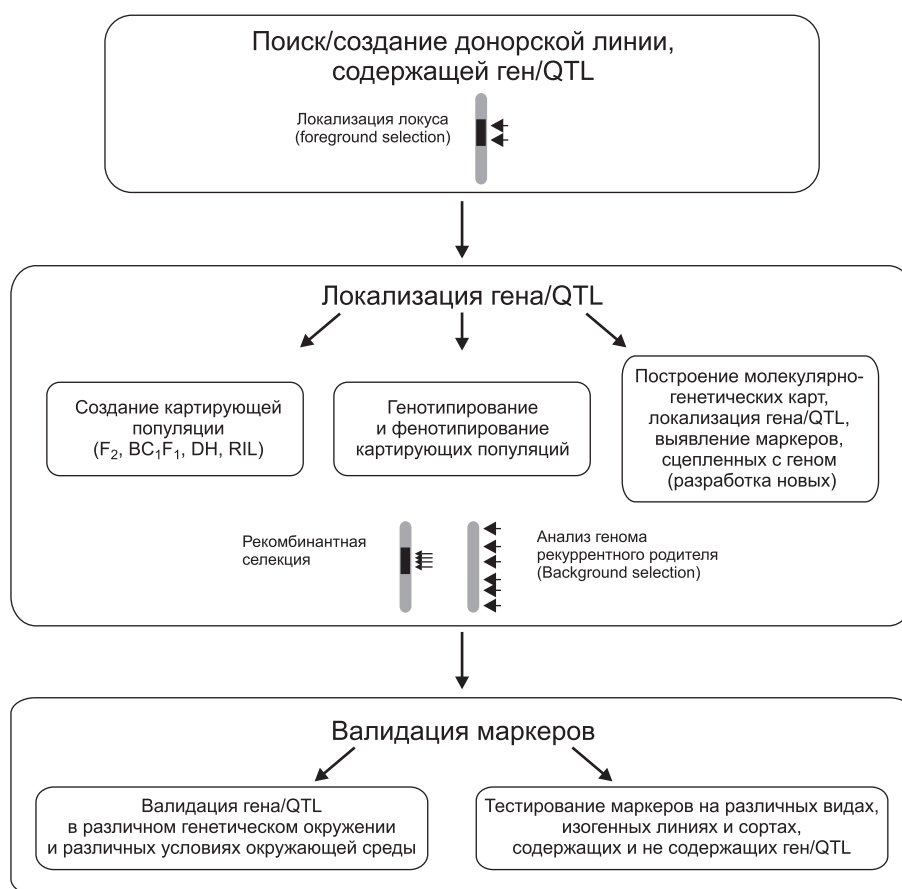 Поиск/создание донорской линии,
содержащей ген/QTL
Локализация локуса
(foreground selection)
Локализация гена/QTL
Создание картирующей
популяции
(F₂, BC₁F₁, DH, RIL)
Генотипирование
и фенотипирование
картирующих популяций
Построение молекулярно-
генетических карт,
локализация гена/QTL,
выявление маркеров,
сцепленных с геном
(разработка новых)
Рекомбинантная
селекция
Анализ генома
рекуррентного родителя
(Background selection)
Валидация маркеров
Валидация гена/QTL
в различном генетическом окружении
и различных условиях окружающей среды
Тестирование маркеров на различных видах,
изогенных линиях и сортах,
содержащих и не содержащих ген/QTL